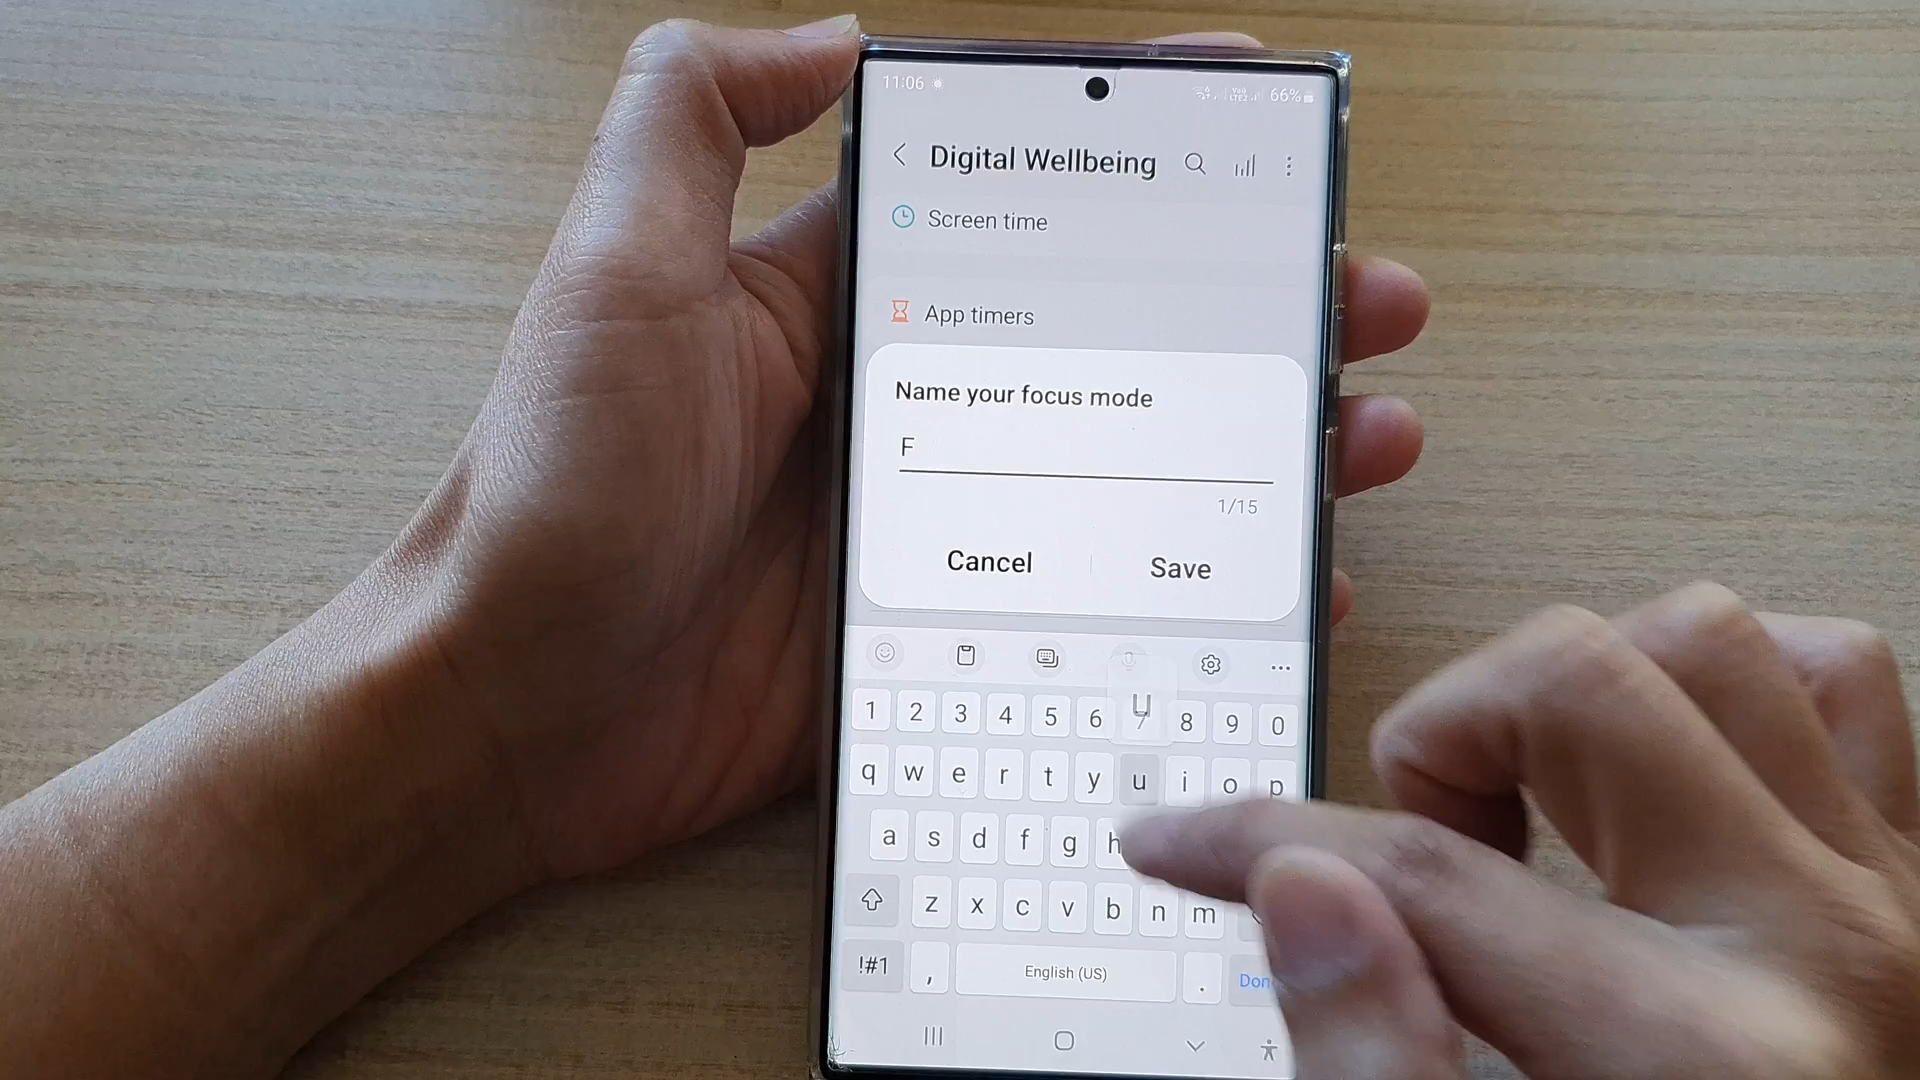 11:06 66%
Digital Wellbeing
Screen time
App timers
Name your focus mode
F
1/15
Cancel Save
U
1 2 3 4 5 6 7 8 9 0
q w e r t y u i o p
a s d f g h
z x c v b n m
!#1 , English (US) . Don